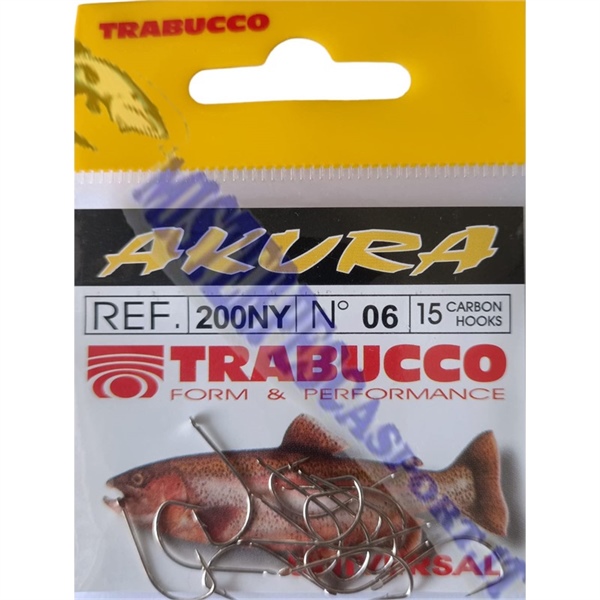 TRABUCCO
AKURA
REF. 200NY N° 06 15 CARBON HOOKS
TRABUCCO
FORM & PERFORMANCE